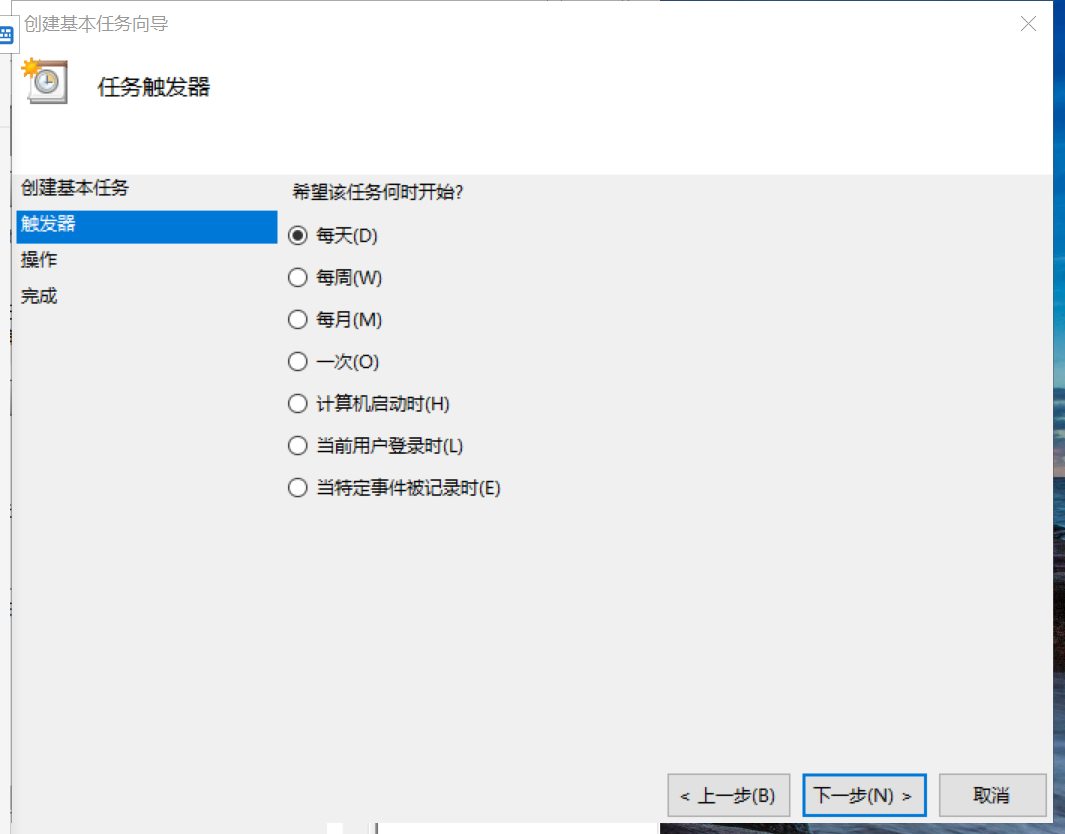 创建基本任务向导
任务触发器
创建基本任务
触发器
操作
完成
希望该任务何时开始?
每天(D)
每周(W)
每月(M)
一次(O)
计算机启动时(H)
当前用户登录时(L)
当特定事件被记录时(E)
< 上一步(B)
下一步(N) >
取消